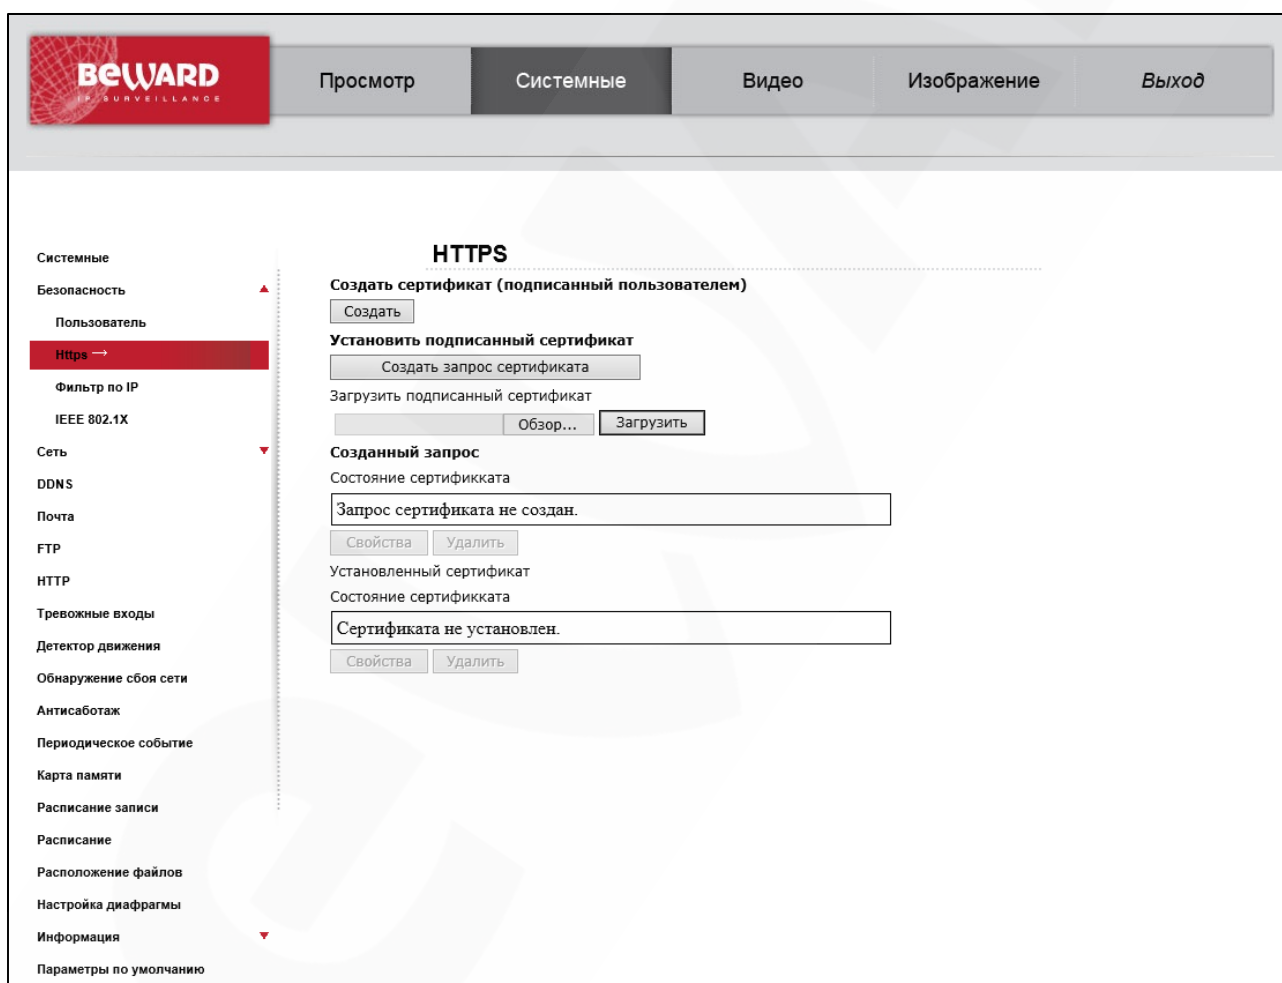 BEWARD
IP SURVEILLANCE
Просмотр
Системные
Видео
Изображение
Выход
Системные
Безопасность
Пользователь
Https →
Фильтр по IP
IEEE 802.1X
Сеть
DDNS
Почта
FTP
HTTP
Тревожные входы
Детектор движения
Обнаружение сбоя сети
Антисаботаж
Периодическое событие
Карта памяти
Расписание записи
Расписание
Расположение файлов
Настройка диафрагмы
Информация
Параметры по умолчанию
HTTPS
Создать сертификат (подписанный пользователем)
Создать
Установить подписанный сертификат
Создать запрос сертификата
Загрузить подписанный сертификат
Обзор... Загрузить
Созданный запрос
Состояние сертификката
Запрос сертификата не создан.
Свойства Удалить
Установленный сертификат
Состояние сертификката
Сертификата не установлен.
Свойства Удалить